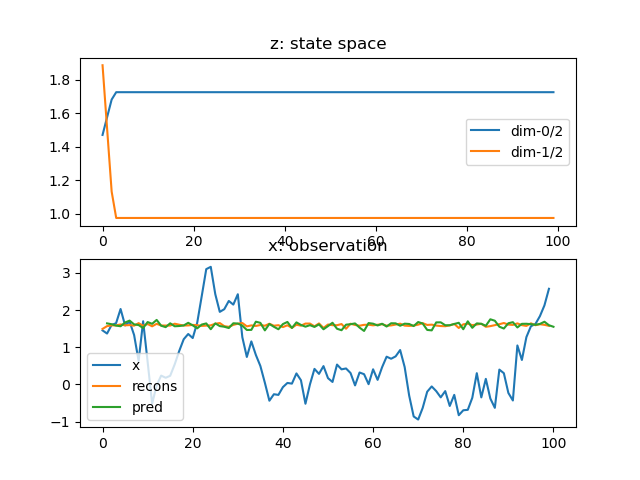 z: state space
1.8
1.6
1.4
1.2
1.0
dim-0/2
dim-1/2
0 20 40 60 80 100
x: observation
3
2
1
0
−1
x
recons
pred
0 20 40 60 80 100